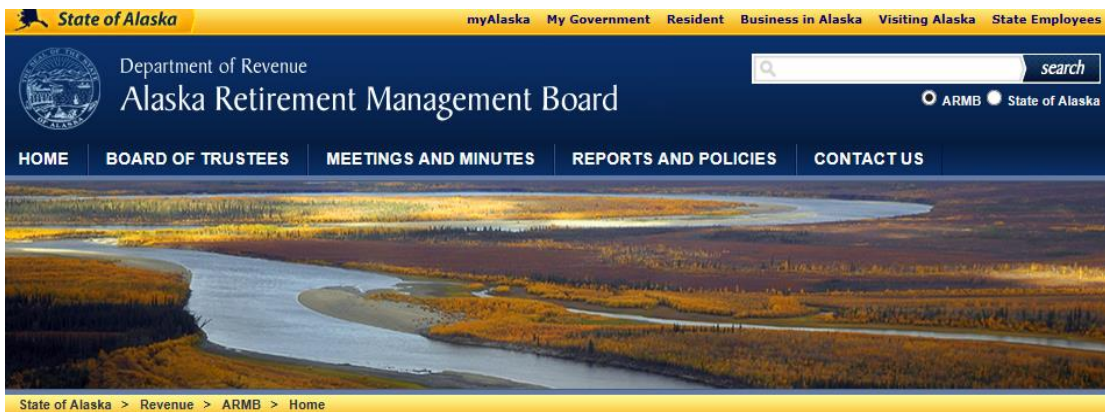 State of Alaska
myAlaska My Government Resident Business in Alaska Visiting Alaska State Employees
Department of Revenue
Alaska Retirement Management Board
search
ARMB State of Alaska
HOME BOARD OF TRUSTEES MEETINGS AND MINUTES REPORTS AND POLICIES CONTACT US
State of Alaska > Revenue > ARMB > Home